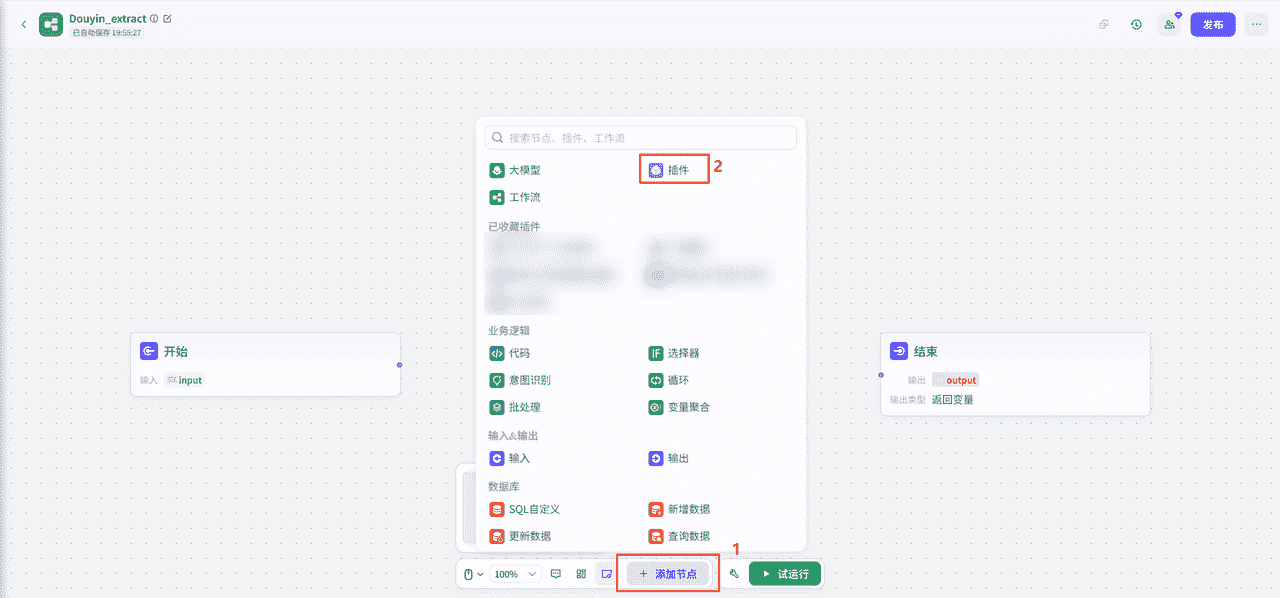 Douyin_extract
已自动保存 19:55:27
发布
搜索节点、插件、工作流
大模型
插件
2
工作流
已收藏插件
业务逻辑
代码
选择器
意图识别
循环
批处理
变量聚合
输入&输出
输入
输出
数据库
SQL自定义
新增数据
更新数据
查询数据
开始
输入 STR. input
结束
输出 output
输出类型 返回变量
1
100%
添加节点
试运行